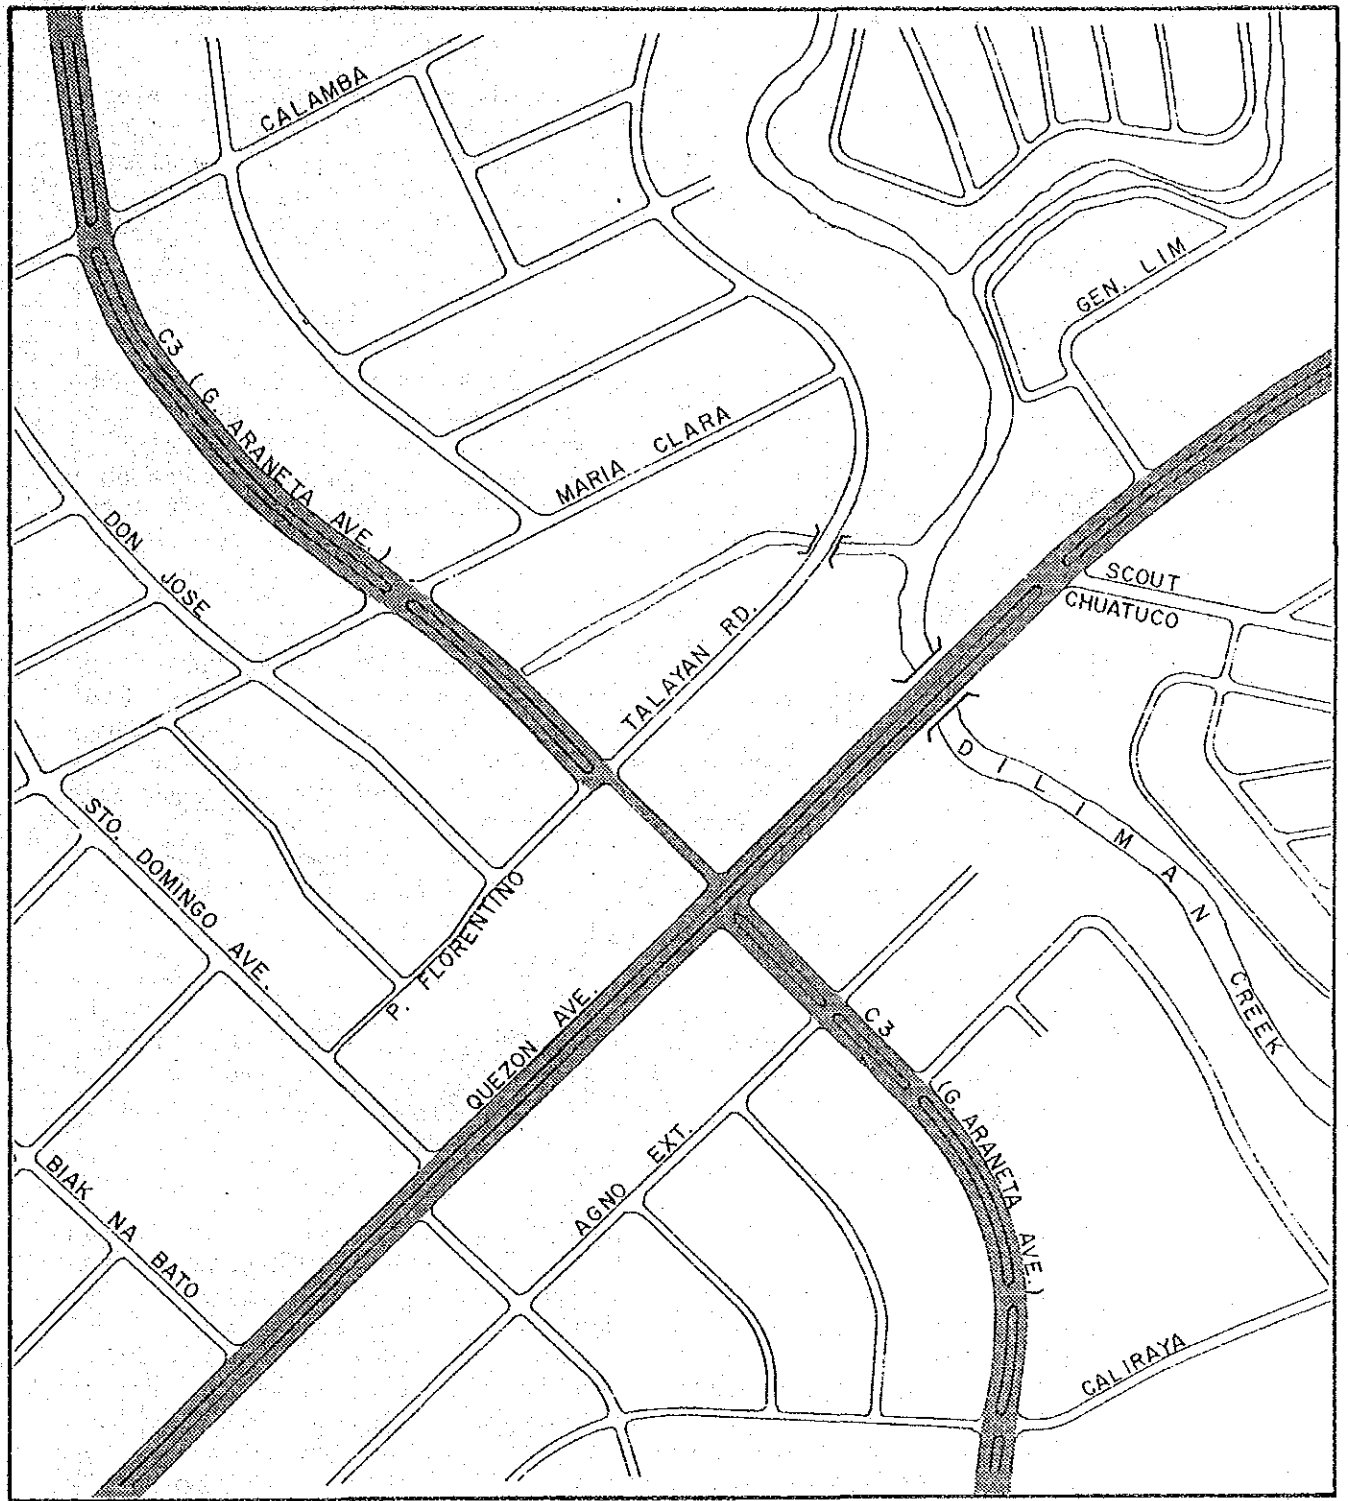 CALAMBA
GEN. LIM
C3 (G. ARANETA AVE.)
MARIA CLARA
DON JOSE
SCOUT
CHUATUCO
TALAYAN RD.
DILIMAN CREEK
STO. DOMINGO AVE.
P. FLORENTINO
QUEZON AVE.
C3 (G. ARANETA AVE.)
AGNO EXT.
BIAK NA BATO
CALIRAYA